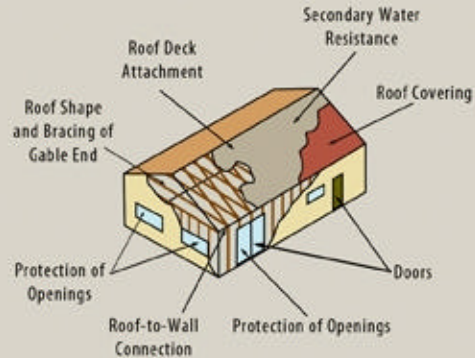 Secondary Water
Resistance
Roof Deck
Attachment
Roof Covering
Roof Shape
and Bracing of
Gable End
Protection of
Openings
Doors
Roof-to-Wall
Connection
Protection of Openings